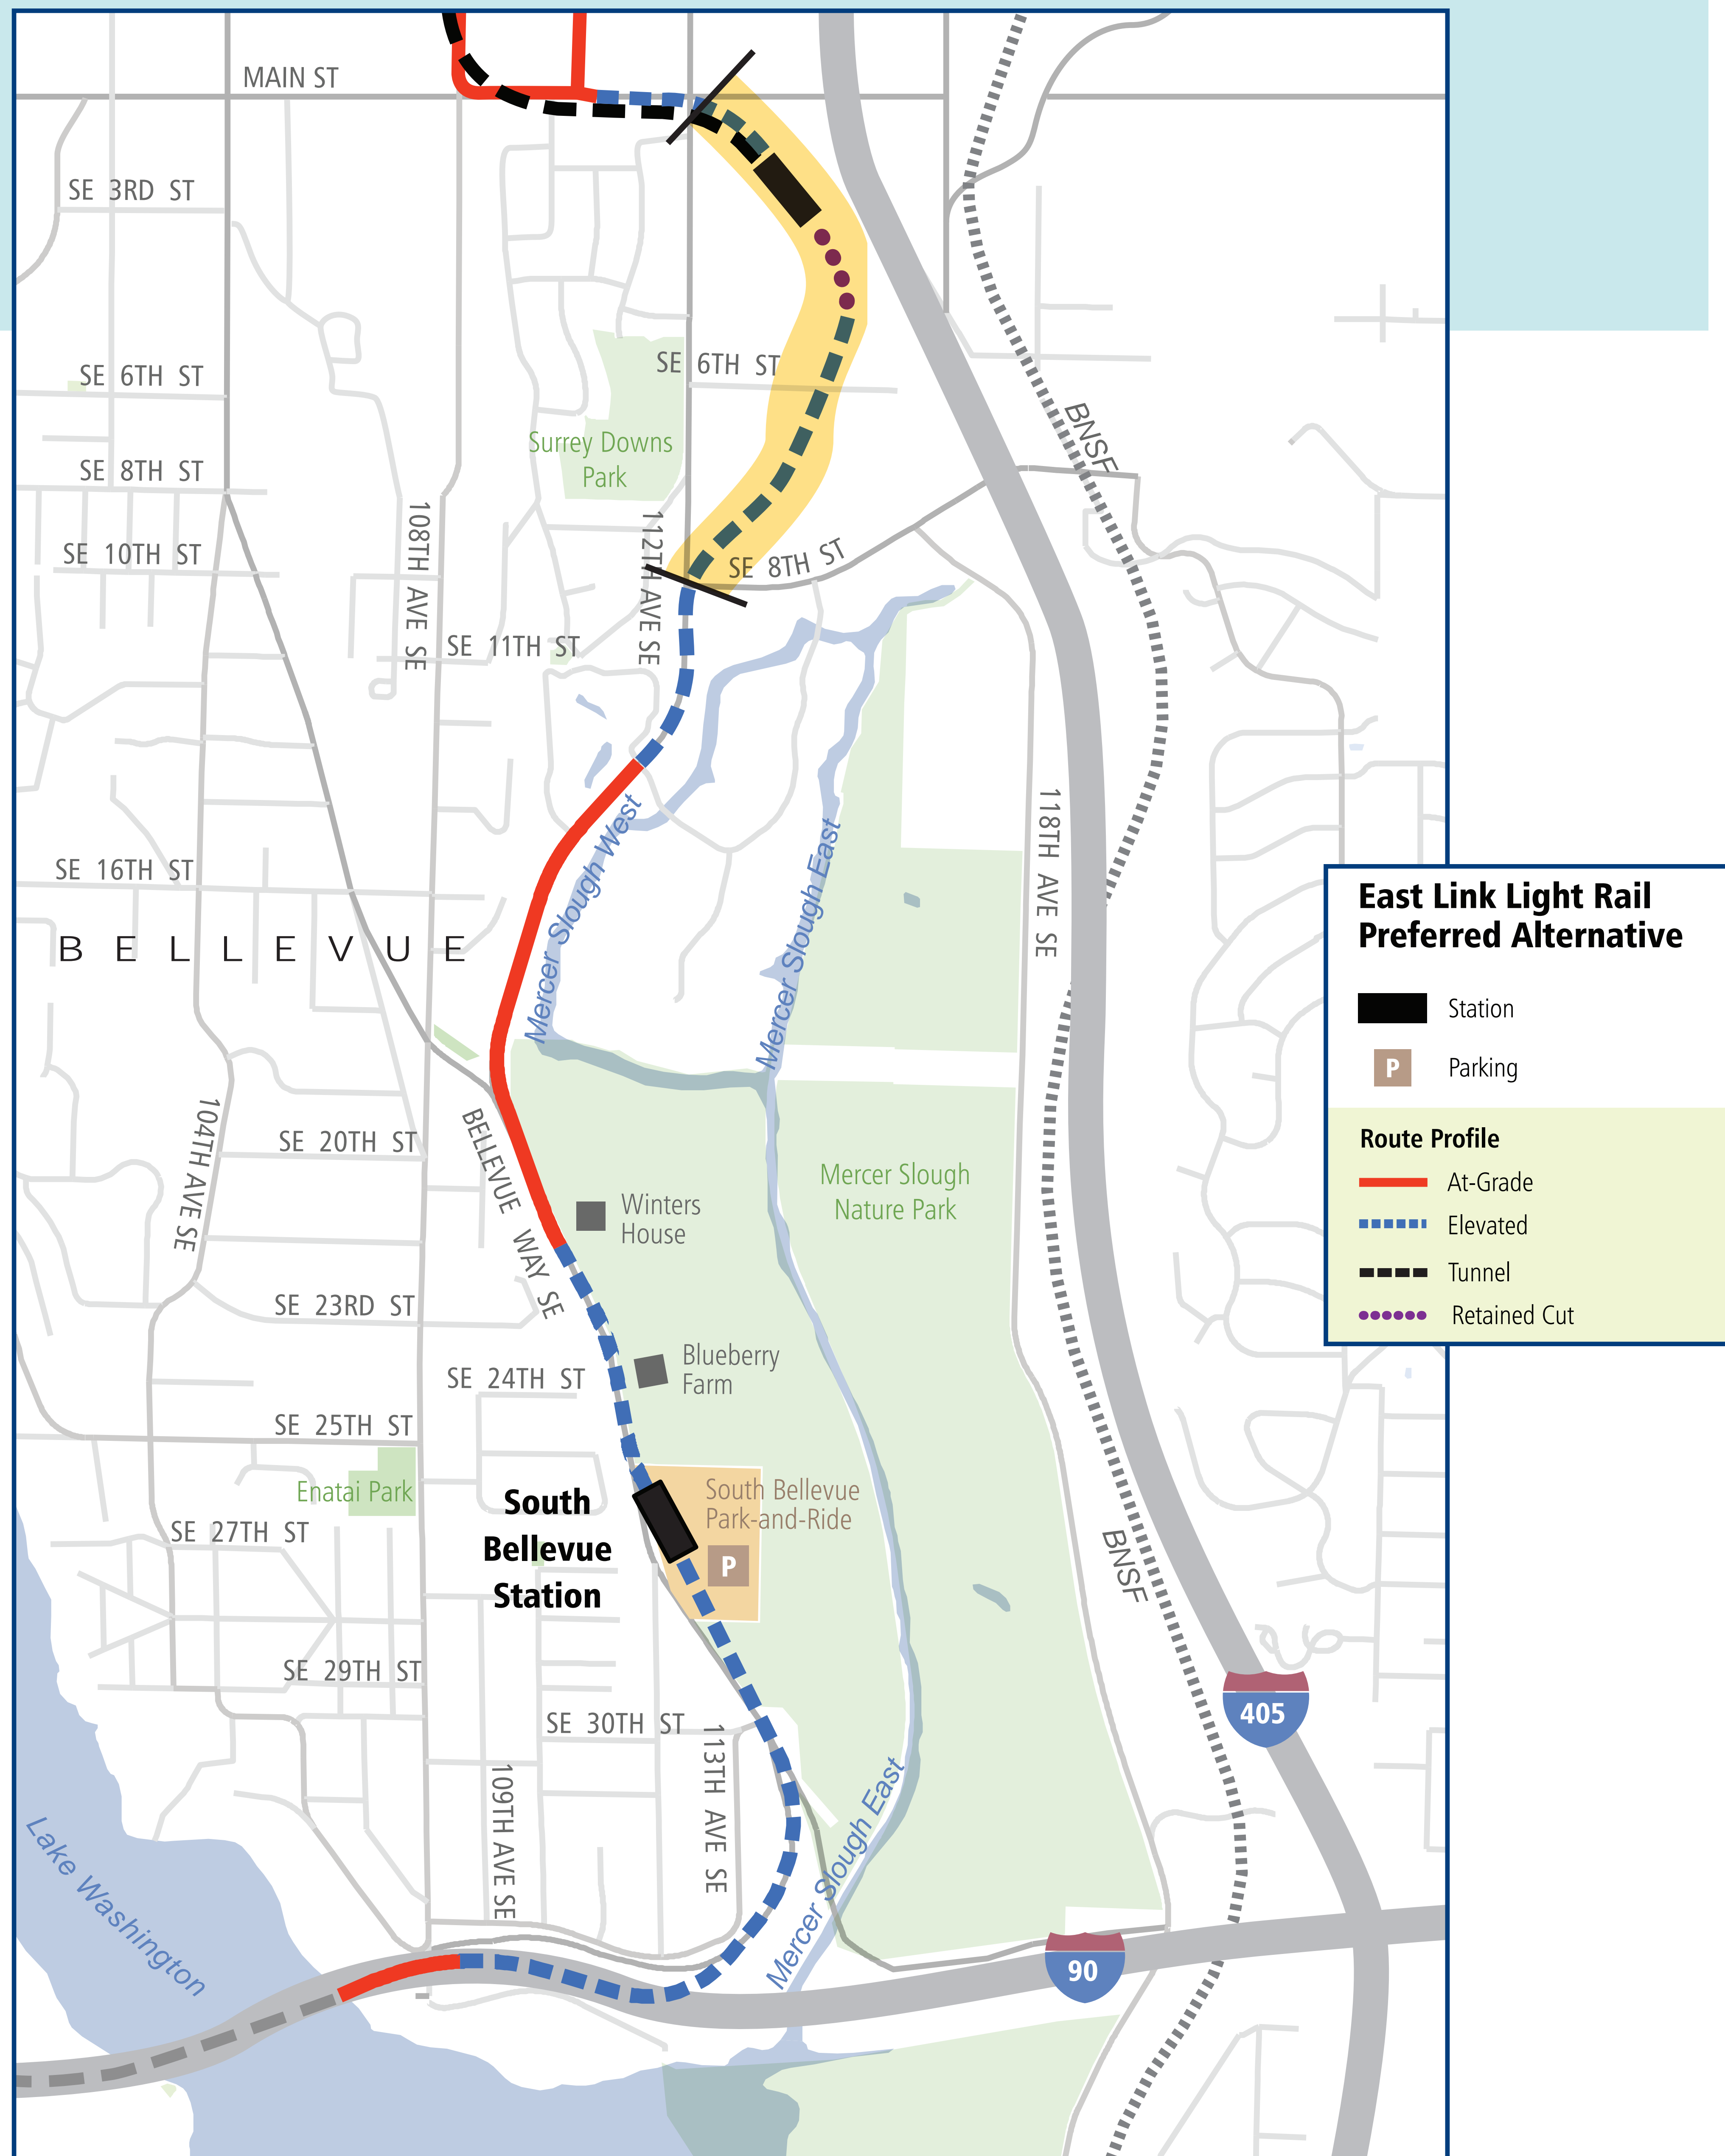 MAIN ST
SE 3RD ST
SE 6TH ST
SE 6TH ST
BNSF
Surrey Downs
Park
SE 8TH ST
108TH AVE SE
112TH AVE SE
SE 10TH ST
SE 8TH ST
SE 11TH ST
118TH AVE SE
Mercer Slough West
Mercer Slough East
SE 16TH ST
BELLEVUE
East Link Light Rail
Preferred Alternative
Station
P
Parking
Route Profile
At-Grade
Elevated
Tunnel
Retained Cut
104TH AVE SE
SE 20TH ST
BELLEVUE WAY SE
Mercer Slough
Nature Park
Winters
House
SE 23RD ST
Blueberry
Farm
SE 24TH ST
SE 25TH ST
Enatai Park
South
Bellevue
Station
South Bellevue
Park-and-Ride
P
SE 27TH ST
BNSF
SE 29TH ST
405
SE 30TH ST
113TH AVE SE
109TH AVE SE
Mercer Slough East
Lake Washington
90